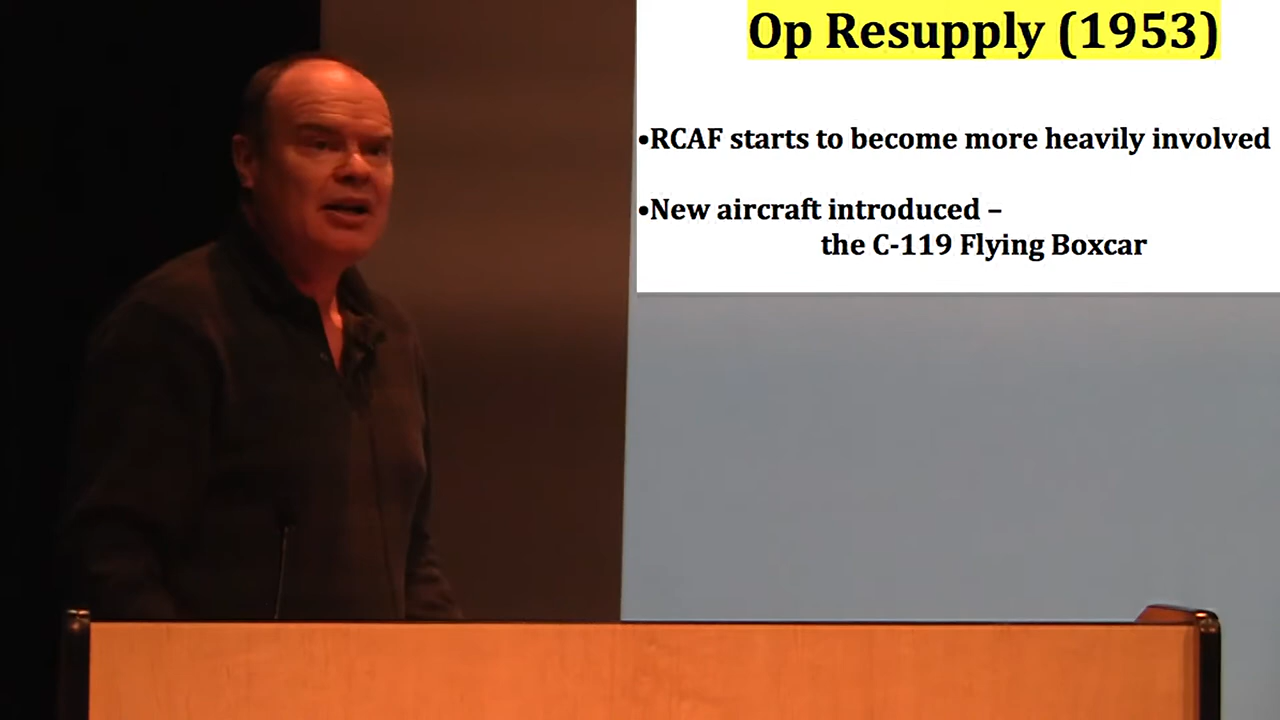 Op Resupply (1953)
•RCAF starts to become more heavily involved
•New aircraft introduced –
the C-119 Flying Boxcar